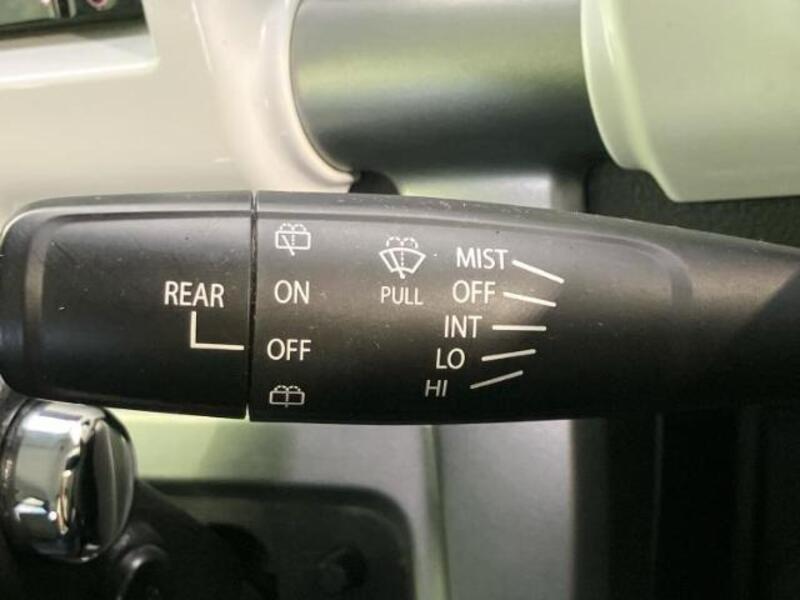 REAR
ON
OFF
PULL
MIST
OFF
INT
LO
HI